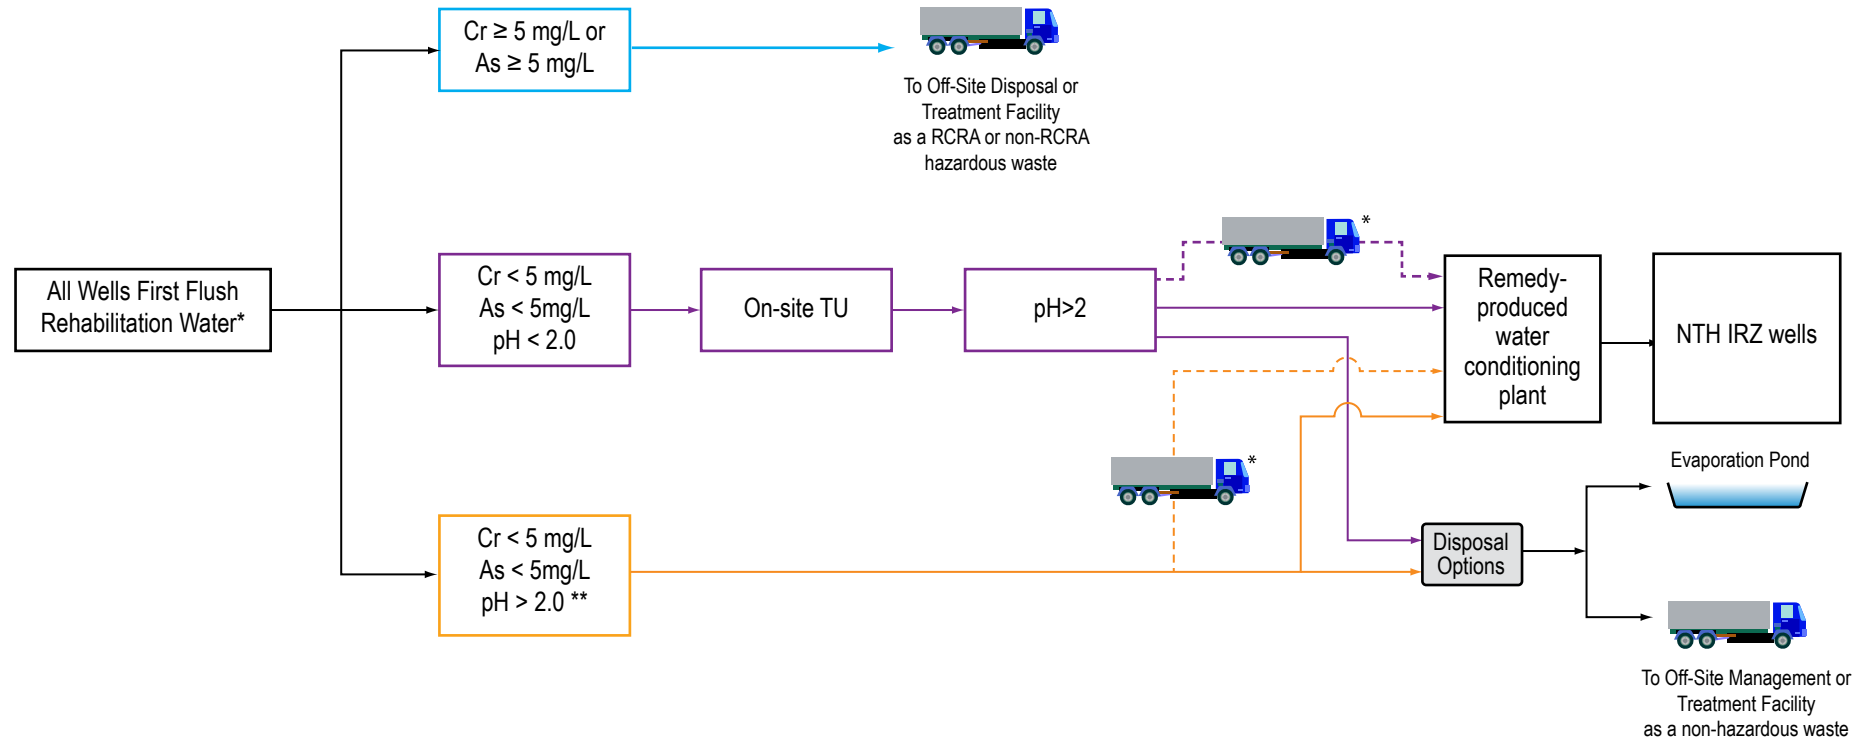 Cr ≥ 5 mg/L or
As ≥ 5 mg/L
To Off-Site Disposal or
Treatment Facility
as a RCRA or non-RCRA
hazardous waste
All Wells First Flush
Rehabilitation Water*
Cr < 5 mg/L
As < 5mg/L
pH < 2.0
On-site TU
pH>2
*
Remedy-
produced
water
conditioning
plant
NTH IRZ wells
*
Cr < 5 mg/L
As < 5mg/L
pH > 2.0 **
Disposal
Options
Evaporation Pond
To Off-Site Management or
Treatment Facility
as a non-hazardous waste